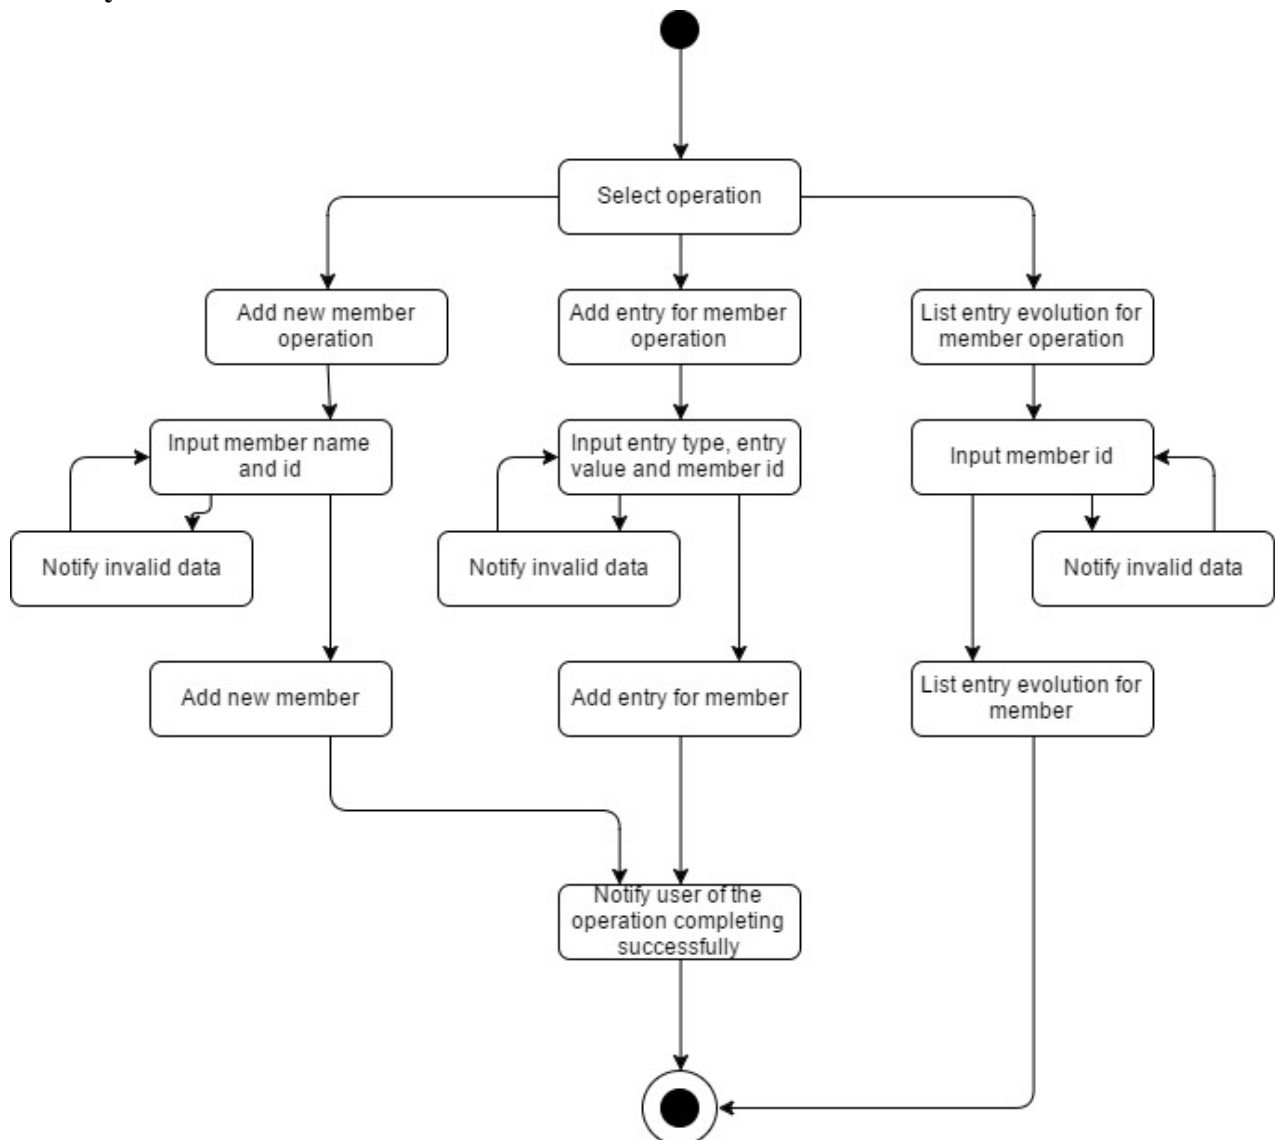 Select operation
Add new member
operation
Add entry for member
operation
List entry evolution for
member operation
Input member name
and id
Input entry type, entry
value and member id
Input member id
Notify invalid data
Notify invalid data
Notify invalid data
Add new member
Add entry for member
List entry evolution for
member
Notify user of the
operation completing
successfully